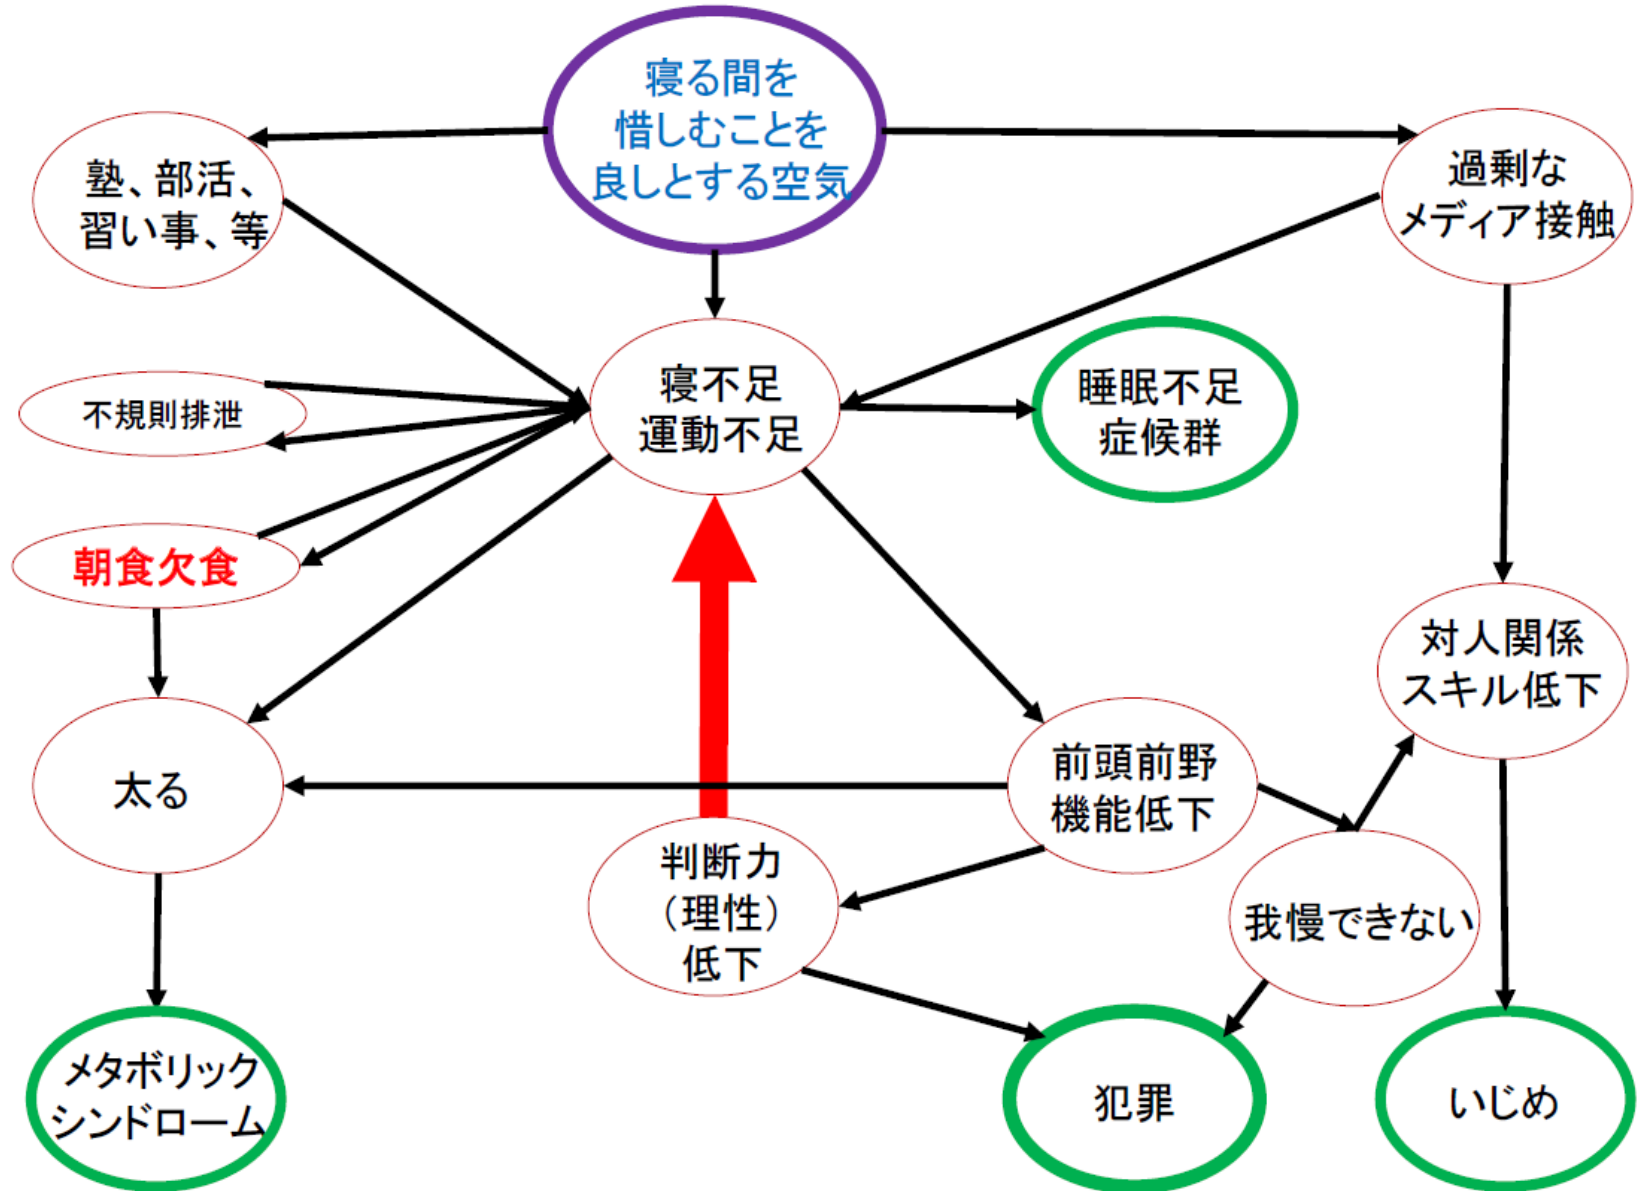 寝る間を
惜しむことを
良しとする空気
塾、部活、
習い事、等
過剰な
メディア接触
寝不足
運動不足
睡眠不足
症候群
不規則排泄
朝食欠食
対人関係
スキル低下
太る
前頭前野
機能低下
判断力
（理性）
低下
我慢できない
メタボリック
シンドローム
犯罪
いじめ